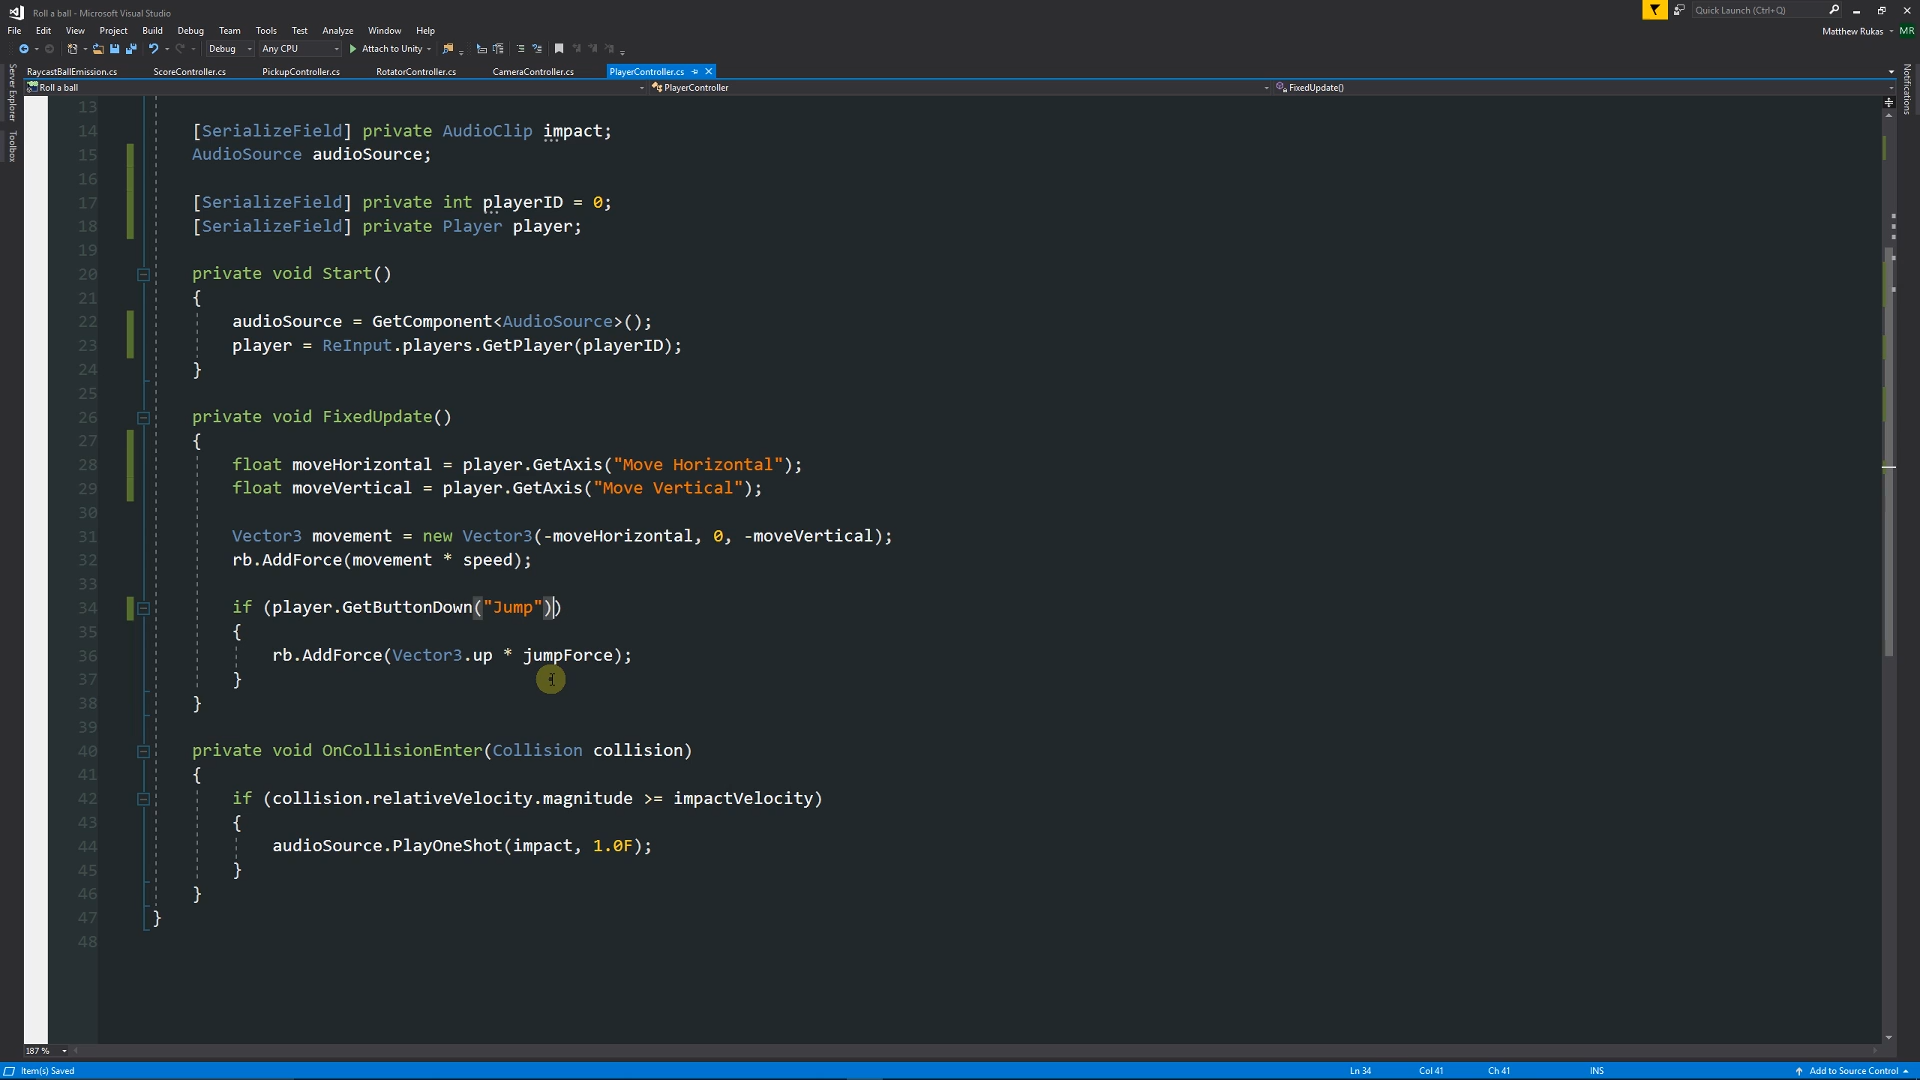 Roll a ball - Microsoft Visual Studio
Quick Launch (Ctrl+Q)
File Edit View Project Build Debug Team Tools Test Analyze Window Help
Matthew Rukas MR
Debug Any CPU Attach to Unity
RaycastBallEmission.cs ScoreController.cs PickupController.cs RotatorController.cs CameraController.cs PlayerController.cs
Roll a ball PlayerController FixedUpdate()
Server Explorer
Toolbox
Notifications
13
14 [SerializeField] private AudioClip impact;
15 AudioSource audioSource;
16
17 [SerializeField] private int playerID = 0;
18 [SerializeField] private Player player;
19
20 private void Start()
21 {
22 audioSource = GetComponent<AudioSource>();
23 player = ReInput.players.GetPlayer(playerID);
24 }
25
26 private void FixedUpdate()
27 {
28 float moveHorizontal = player.GetAxis("Move Horizontal");
29 float moveVertical = player.GetAxis("Move Vertical");
30
31 Vector3 movement = new Vector3(-moveHorizontal, 0, -moveVertical);
32 rb.AddForce(movement * speed);
33
34 if (player.GetButtonDown("Jump"))
35 {
36 rb.AddForce(Vector3.up * jumpForce);
37 }
38 }
39
40 private void OnCollisionEnter(Collision collision)
41 {
42 if (collision.relativeVelocity.magnitude >= impactVelocity)
43 {
44 audioSource.PlayOneShot(impact, 1.0F);
45 }
46 }
47 }
48
187 %
Item(s) Saved Ln 34 Col 41 Ch 41 INS Add to Source Control